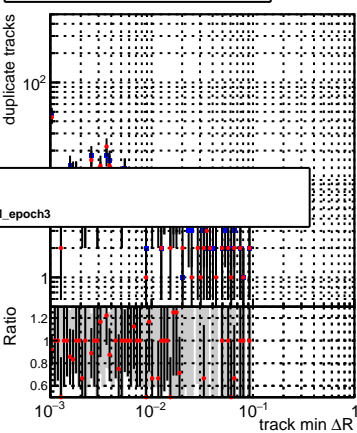 duplicate tracks
10²
l_epoch3
1
Ratio
1.2
1
0.8
0.6
10⁻³
10⁻²
10⁻¹
1
track min ΔR